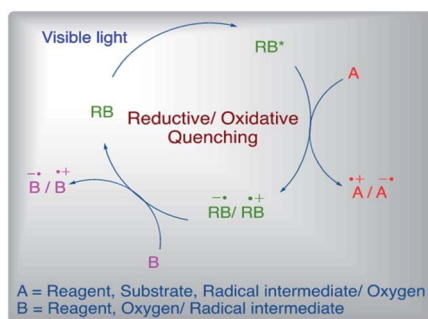 Visible light
RB*
A
RB
Reductive/ Oxidative
Quenching
−• •+
B / B
•+ −•
A / A
−• •+
RB/ RB
B
A = Reagent, Substrate, Radical intermediate/ Oxygen
B = Reagent, Oxygen/ Radical intermediate